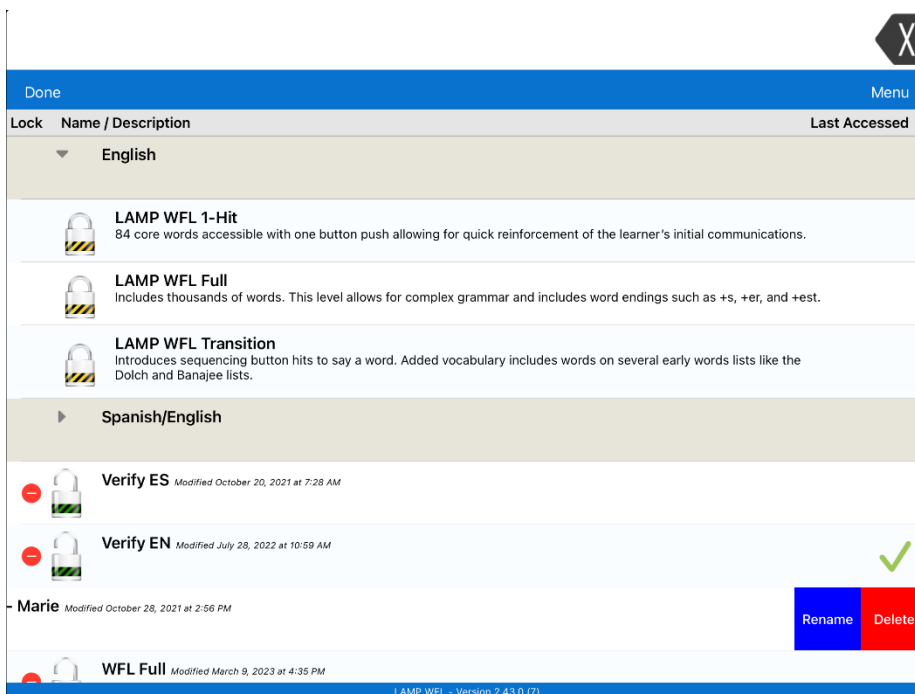 Done Menu
Lock Name / Description Last Accessed
English
LAMP WFL 1-Hit
84 core words accessible with one button push allowing for quick reinforcement of the learner's initial communications.
LAMP WFL Full
Includes thousands of words. This level allows for complex grammar and includes word endings such as +s, +er, and +est.
LAMP WFL Transition
Introduces sequencing button hits to say a word. Added vocabulary includes words on several early words lists like the
Dolch and Banajee lists.
Spanish/English
Verify ES Modified October 20, 2021 at 7:28 AM
Verify EN Modified July 28, 2022 at 10:59 AM
- Marie Modified October 28, 2021 at 2:56 PM Rename Delete
WFL Full Modified March 9, 2023 at 4:35 PM
LAMP WFL - Version 2.43.0 (7)